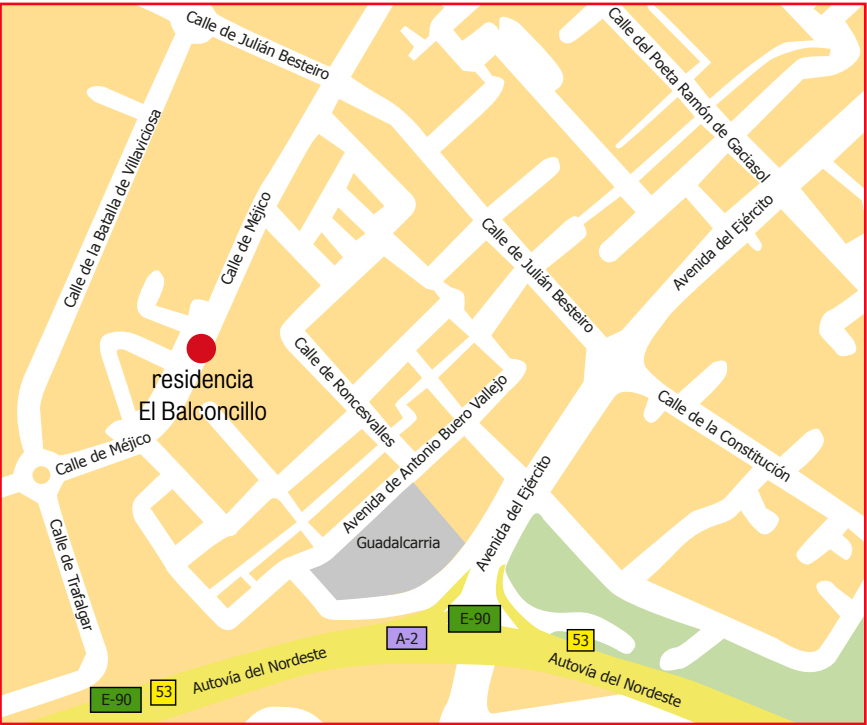 Calle de Julián Besteiro
Calle del Poeta Ramón de Gaciasol
Calle de la Batalla de Villaviciosa
Calle de Méjico
Avenida del Ejército
Calle de Julián Besteiro
residencia
El Balconcillo
Calle de Roncesvalles
Avenida de Antonio Buero Vallejo
Calle de la Constitución
Calle de Méjico
Avenida del Ejército
Guadalcarria
Calle de Trafalgar
E-90
A-2
53
Autovía del Nordeste
Autovía del Nordeste
E-90
53